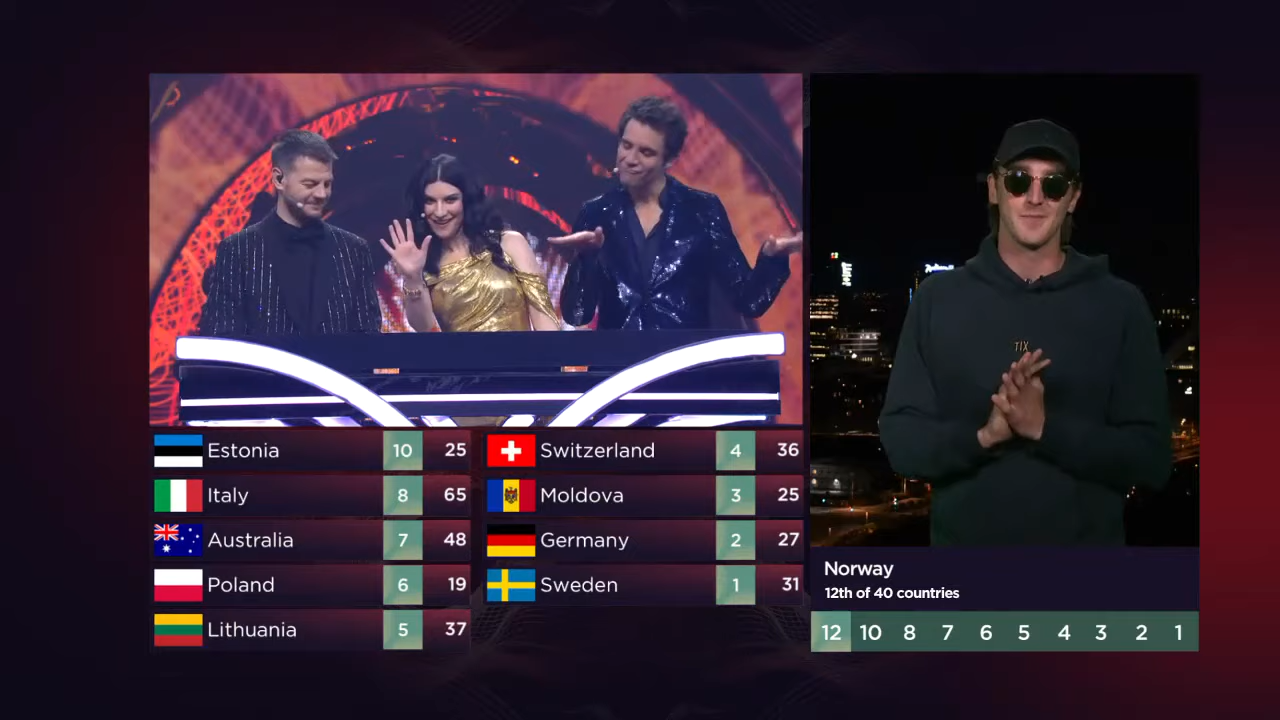 Estonia 10 25
Italy 8 65
Australia 7 48
Poland 6 19
Lithuania 5 37
Switzerland 4 36
Moldova 3 25
Germany 2 27
Sweden 1 31
TIX
Norway
12th of 40 countries
12 10 8 7 6 5 4 3 2 1